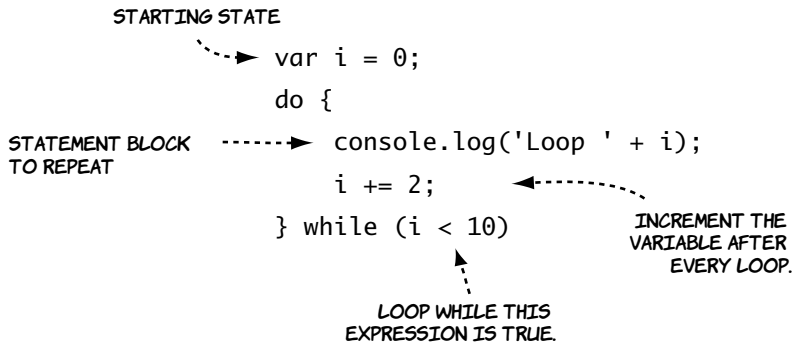 STARTING STATE
var i = 0;
do {
STATEMENT BLOCK
TO REPEAT
console.log('Loop ' + i);
i += 2;
} while (i < 10)
INCREMENT THE
VARIABLE AFTER
EVERY LOOP.
LOOP WHILE THIS
EXPRESSION IS TRUE.